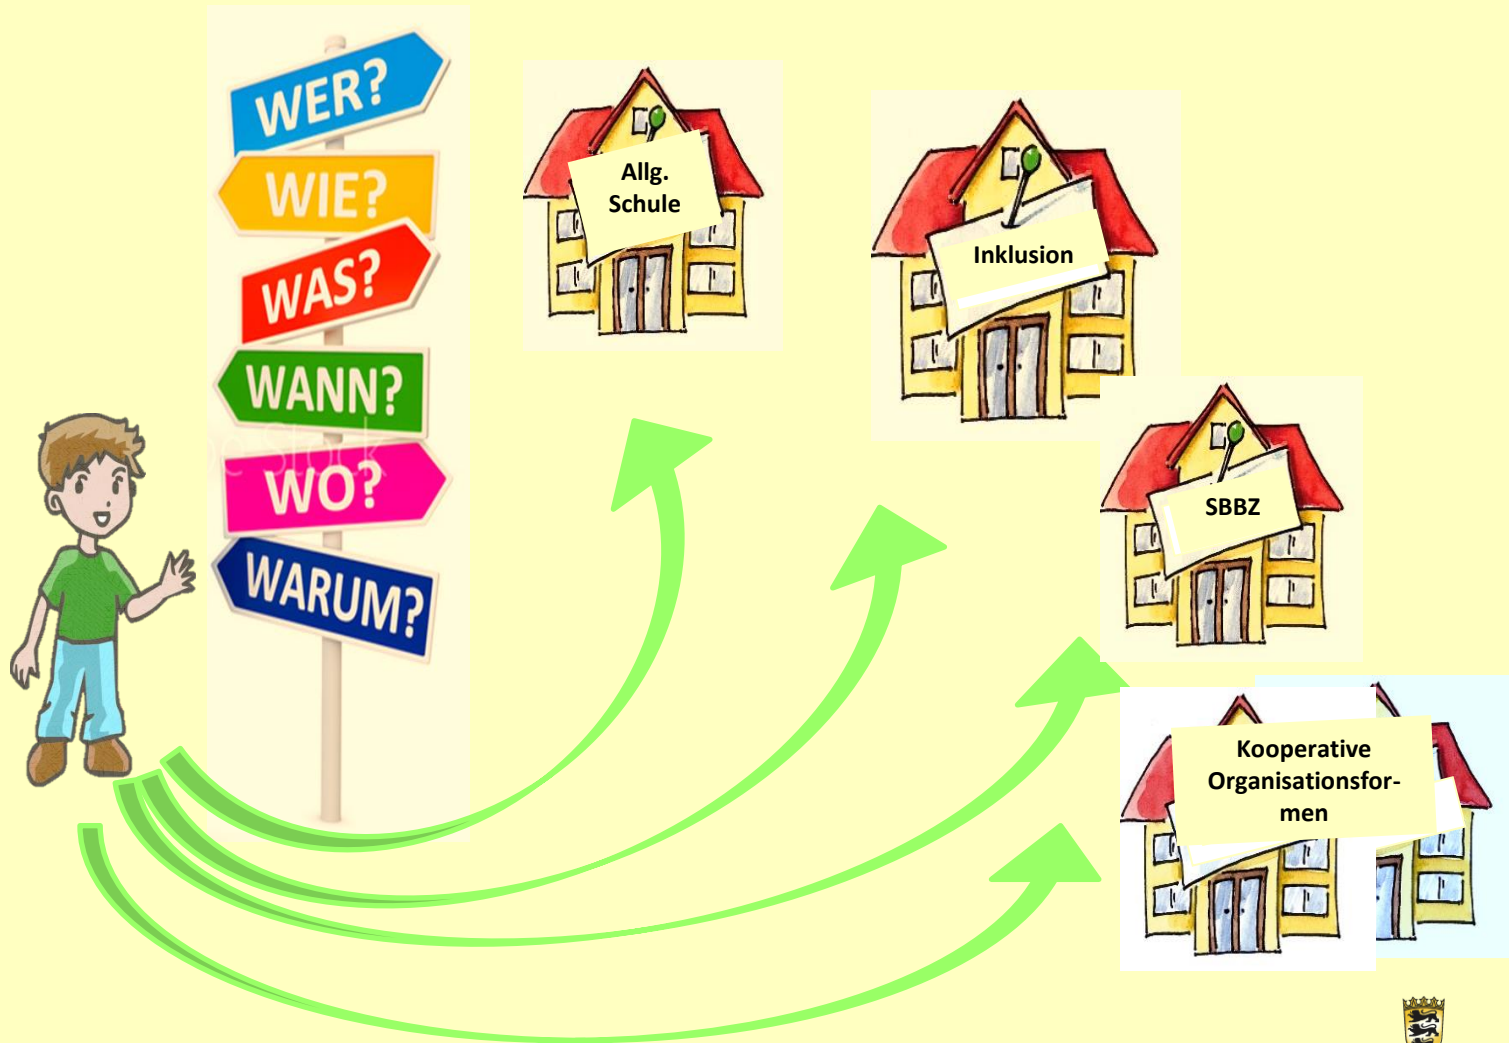 WER?
WIE?
WAS?
WANN?
WO?
WARUM?
Allg.
Schule
Inklusion
SBBZ
Kooperative
Organisationsfor-
men